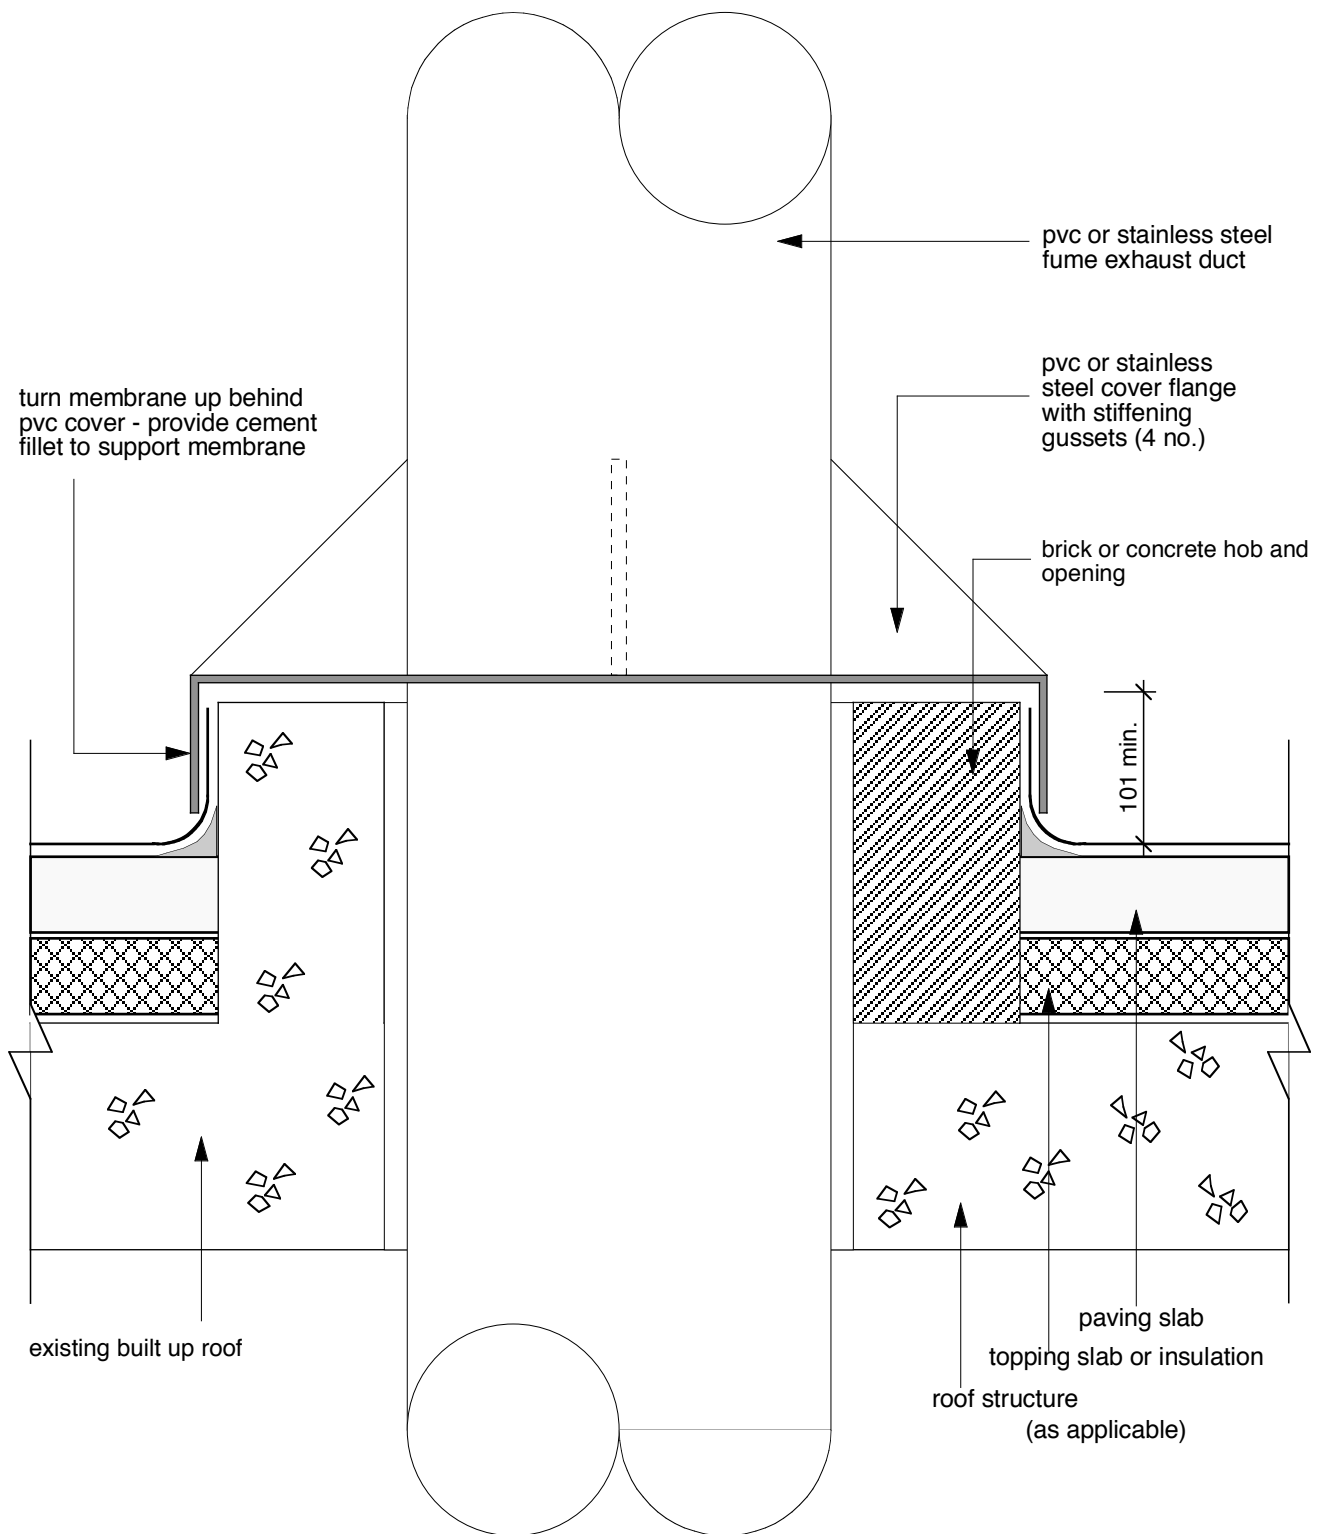 pvc or stainless steel
fume exhaust duct
pvc or stainless
steel cover flange
with stiffening
gussets (4 no.)
turn membrane up behind
pvc cover - provide cement
fillet to support membrane
brick or concrete hob and
opening
101 min.
existing built up roof
paving slab
topping slab or insulation
roof structure
(as applicable)